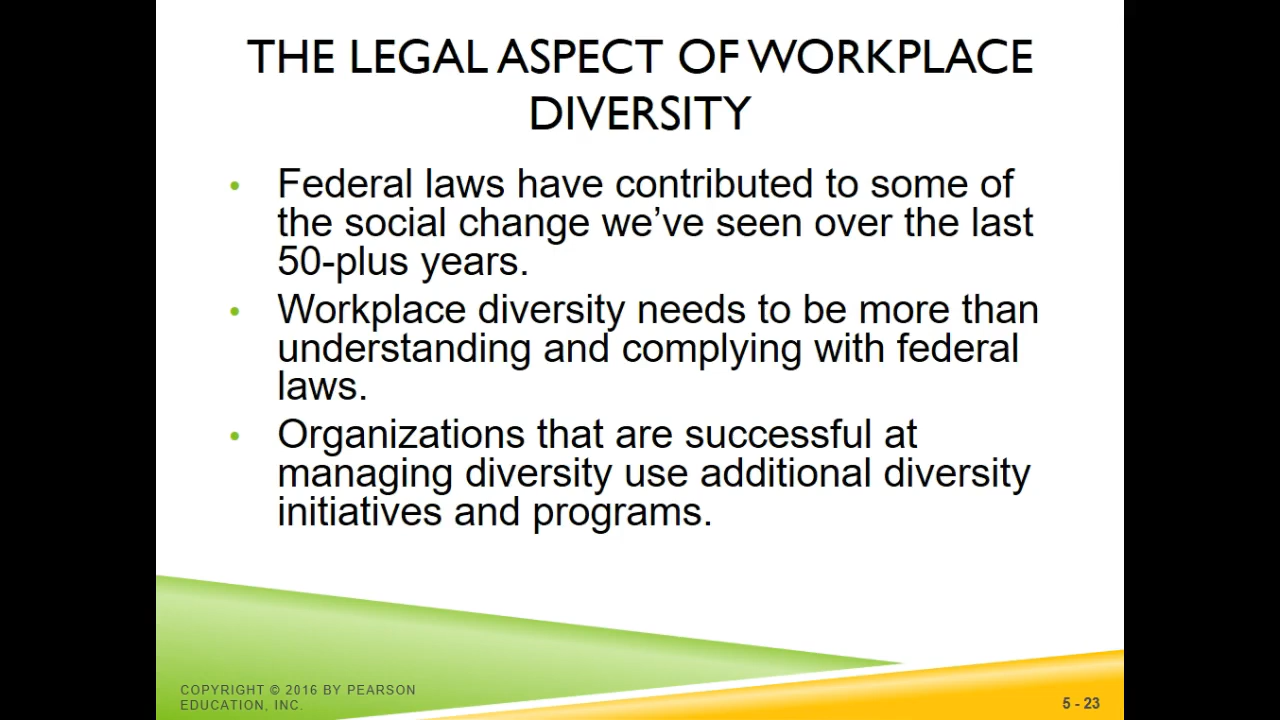 THE LEGAL ASPECT OF WORKPLACE
DIVERSITY
• Federal laws have contributed to some of
the social change we’ve seen over the last
50-plus years.
• Workplace diversity needs to be more than
understanding and complying with federal
laws.
• Organizations that are successful at
managing diversity use additional diversity
initiatives and programs.
COPYRIGHT © 2016 BY PEARSON
EDUCATION, INC.
5 - 23